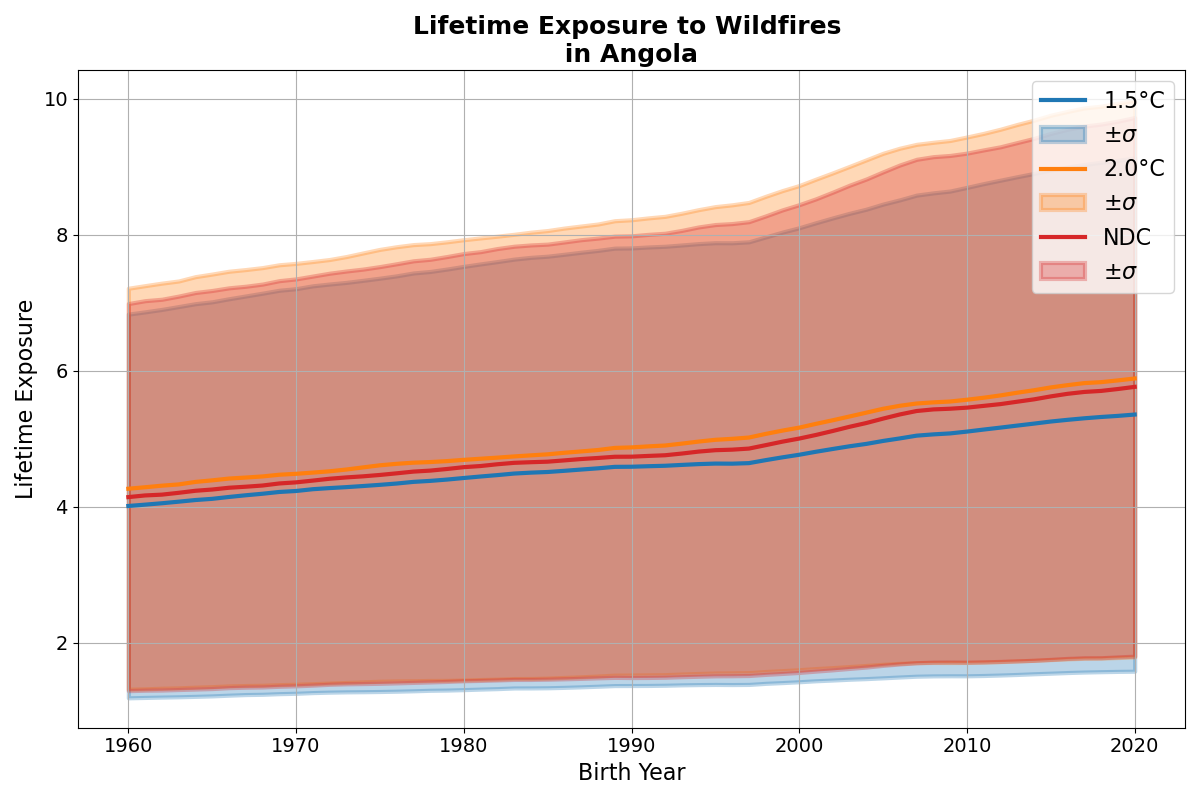 Lifetime Exposure to Wildfires
in Angola
10
8
6
4
2
Lifetime Exposure
1960
1970
1980
1990
2000
2010
2020
Birth Year
1.5°C
±σ
2.0°C
±σ
NDC
±σ